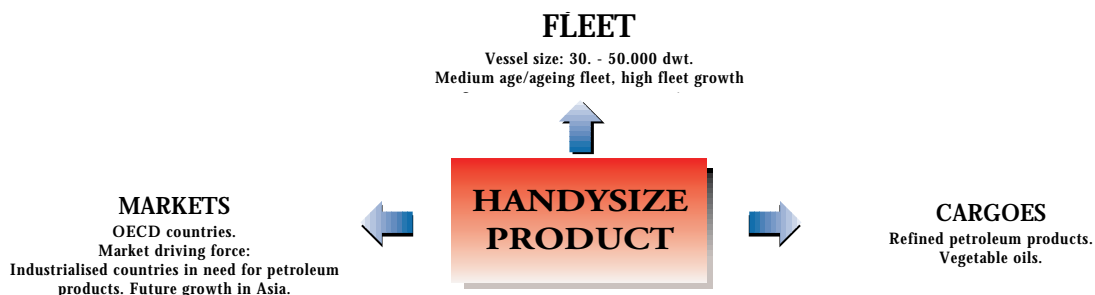 FLEET
Vessel size: 30. - 50.000 dwt.
Medium age/ageing fleet, high fleet growth
HANDYSIZE
PRODUCT
MARKETS
OECD countries.
Market driving force:
Industrialised countries in need for petroleum
products. Future growth in Asia.
CARGOES
Refined petroleum products.
Vegetable oils.